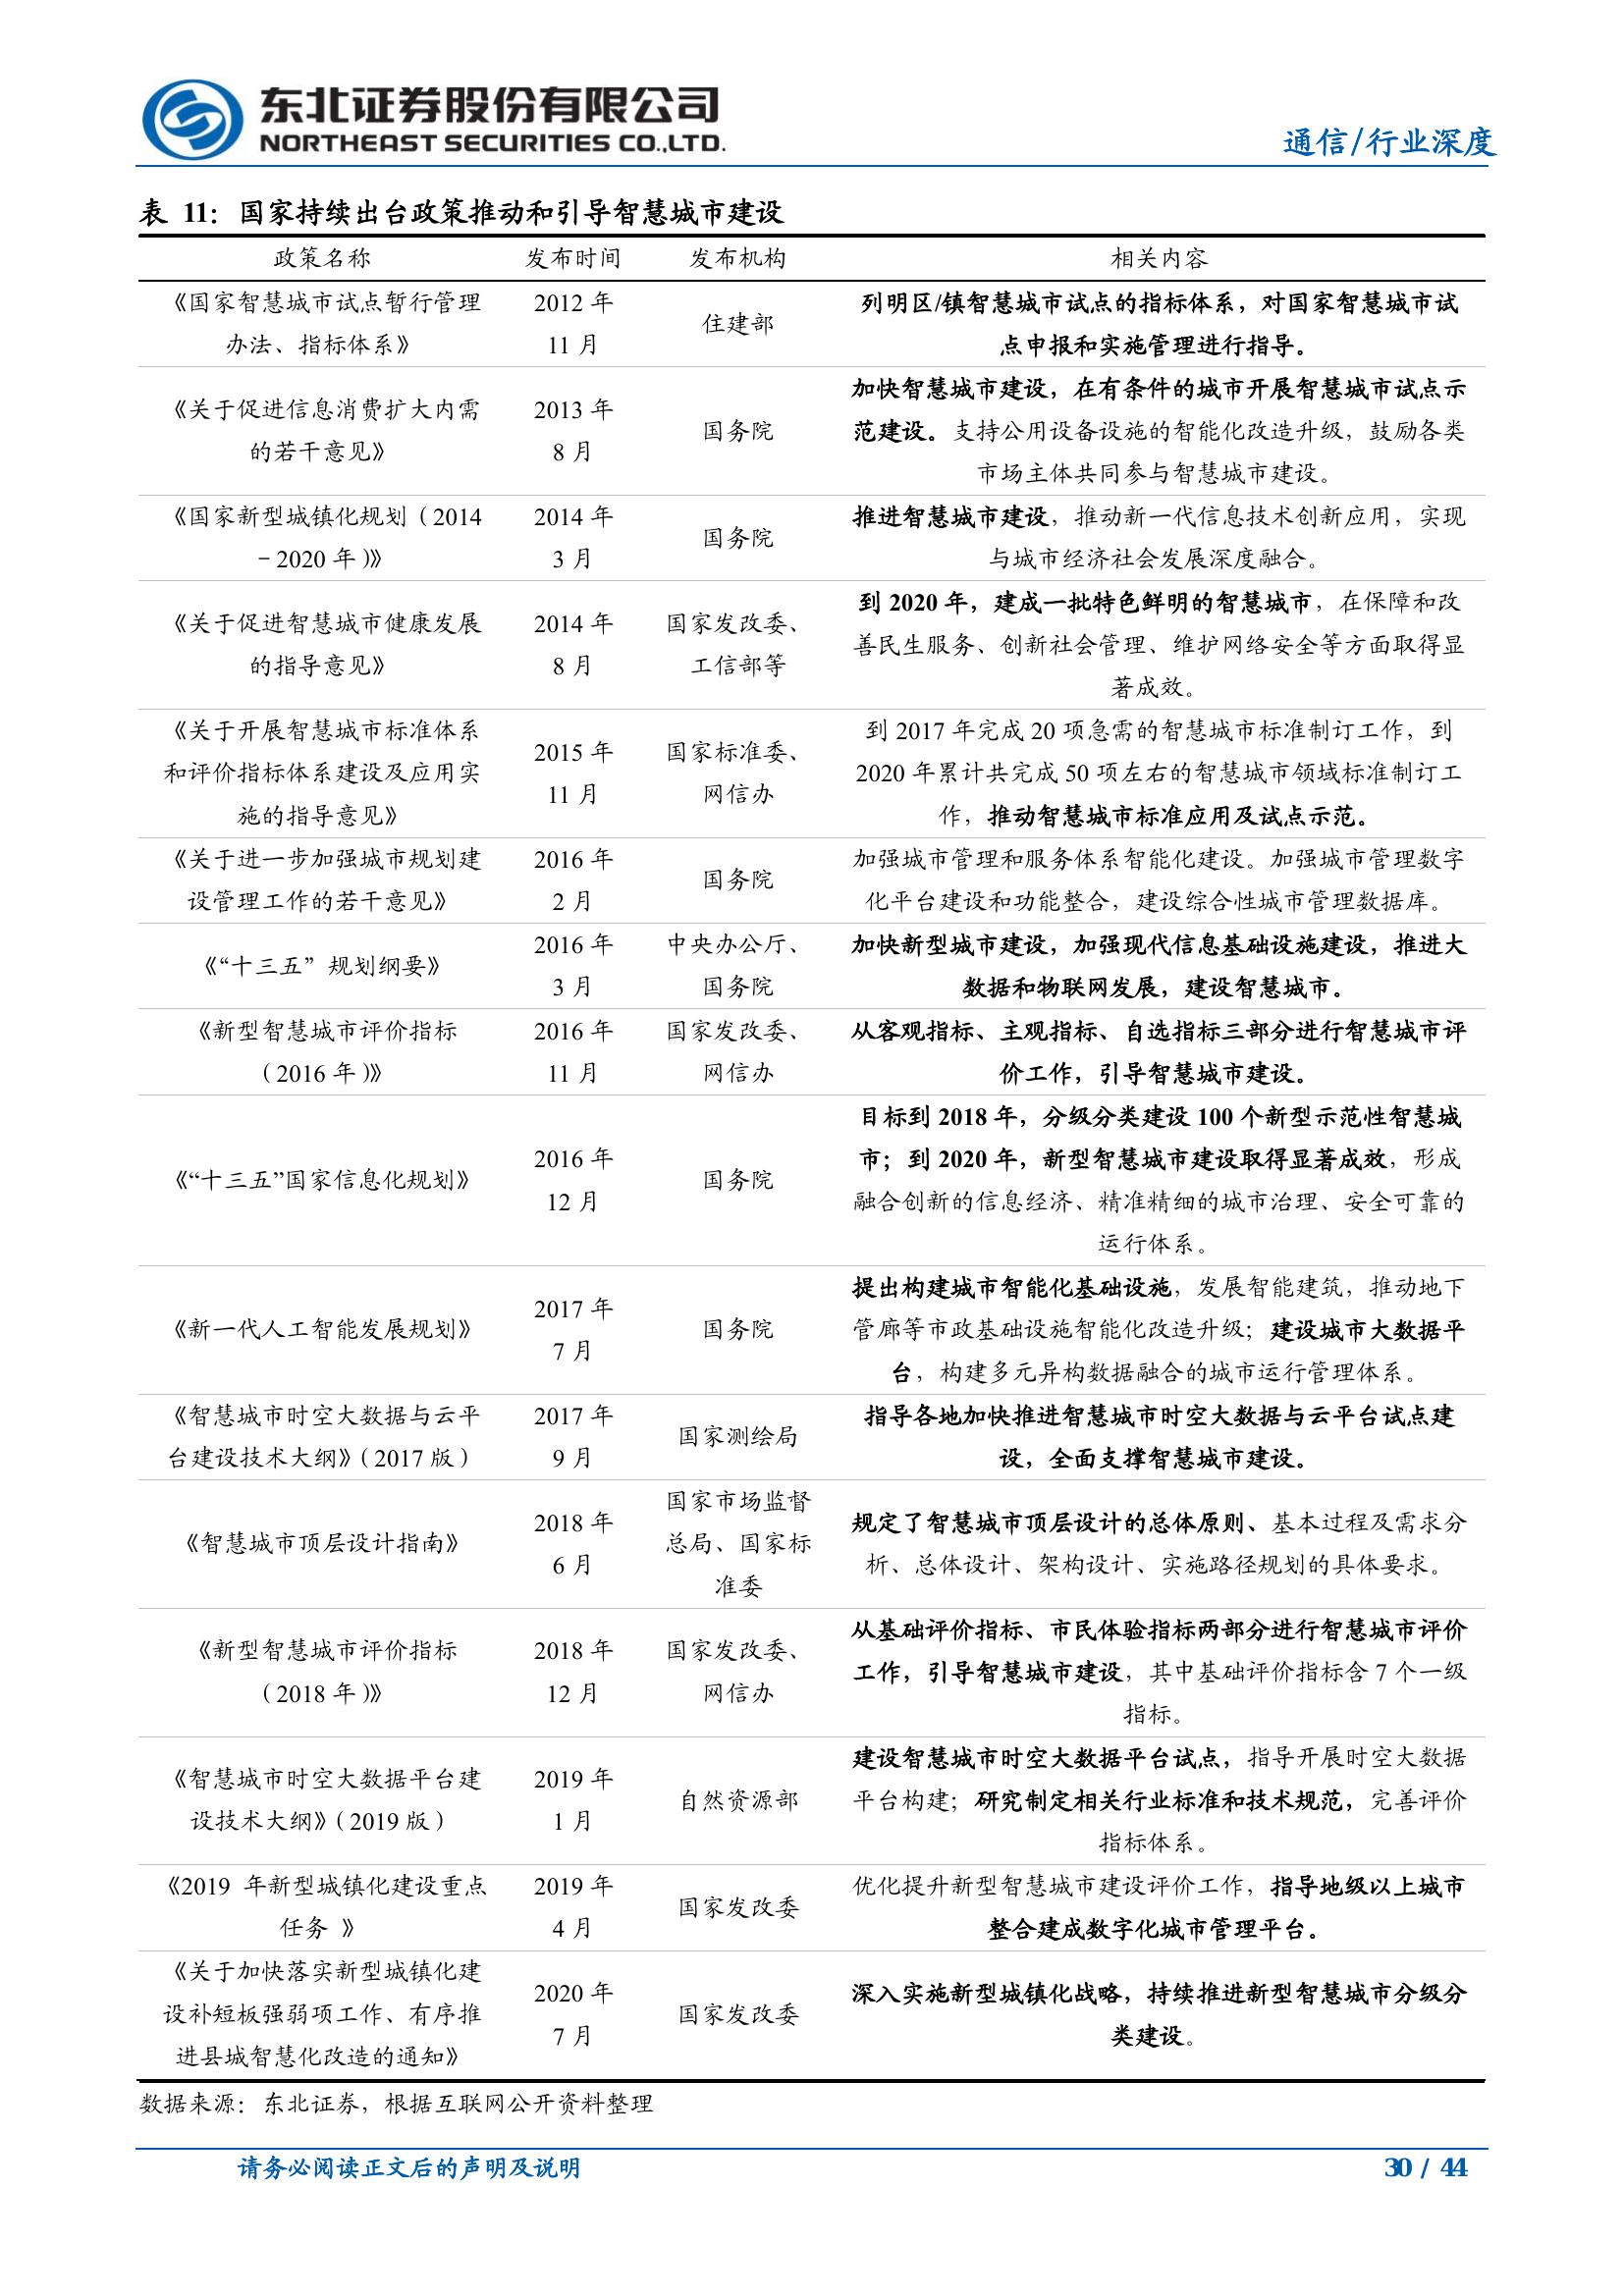 东北证券股份有限公司
NORTHEAST SECURITIES CO.,LTD.
通信/行业深度
表 11：国家持续出台政策推动和引导智慧城市建设
政策名称 发布时间 发布机构 相关内容
《国家智慧城市试点暂行管理
办法、指标体系》
2012 年
11 月
住建部
列明区/镇智慧城市试点的指标体系，对国家智慧城市试
点申报和实施管理进行指导。
《关于促进信息消费扩大内需
的若干意见》
2013 年
8 月
国务院
加快智慧城市建设，在有条件的城市开展智慧城市试点示
范建设。支持公用设备设施的智能化改造升级，鼓励各类
市场主体共同参与智慧城市建设。
《国家新型城镇化规划（2014
－2020 年）》
2014 年
3 月
国务院
推进智慧城市建设，推动新一代信息技术创新应用，实现
与城市经济社会发展深度融合。
《关于促进智慧城市健康发展
的指导意见》
2014 年
8 月
国家发改委、
工信部等
到 2020 年，建成一批特色鲜明的智慧城市，在保障和改
善民生服务、创新社会管理、维护网络安全等方面取得显
著成效。
《关于开展智慧城市标准体系
和评价指标体系建设及应用实
施的指导意见》
2015 年
11 月
国家标准委、
网信办
到 2017 年完成 20 项急需的智慧城市标准制订工作，到
2020 年累计共完成 50 项左右的智慧城市领域标准制订工
作，推动智慧城市标准应用及试点示范。
《关于进一步加强城市规划建
设管理工作的若干意见》
2016 年
2 月
国务院
加强城市管理和服务体系智能化建设。加强城市管理数字
化平台建设和功能整合，建设综合性城市管理数据库。
《“十三五”规划纲要》
2016 年
3 月
中央办公厅、
国务院
加快新型城市建设，加强现代信息基础设施建设，推进大
数据和物联网发展，建设智慧城市。
《新型智慧城市评价指标
（2016 年）》
2016 年
11 月
国家发改委、
网信办
从客观指标、主观指标、自选指标三部分进行智慧城市评
价工作，引导智慧城市建设。
《“十三五”国家信息化规划》
2016 年
12 月
国务院
目标到 2018 年，分级分类建设 100 个新型示范性智慧城
市；到 2020 年，新型智慧城市建设取得显著成效，形成
融合创新的信息经济、精准精细的城市治理、安全可靠的
运行体系。
《新一代人工智能发展规划》
2017 年
7 月
国务院
提出构建城市智能化基础设施，发展智能建筑，推动地下
管廊等市政基础设施智能化改造升级；建设城市大数据平
台，构建多元异构数据融合的城市运行管理体系。
《智慧城市时空大数据与云平
台建设技术大纲》（2017 版）
2017 年
9 月
国家测绘局
指导各地加快推进智慧城市时空大数据与云平台试点建
设，全面支撑智慧城市建设。
《智慧城市顶层设计指南》
2018 年
6 月
国家市场监督
总局、国家标
准委
规定了智慧城市顶层设计的总体原则、基本过程及需求分
析、总体设计、架构设计、实施路径规划的具体要求。
《新型智慧城市评价指标
（2018 年）》
2018 年
12 月
国家发改委、
网信办
从基础评价指标、市民体验指标两部分进行智慧城市评价
工作，引导智慧城市建设，其中基础评价指标含 7 个一级
指标。
《智慧城市时空大数据平台建
设技术大纲》（2019 版）
2019 年
1 月
自然资源部
建设智慧城市时空大数据平台试点，指导开展时空大数据
平台构建；研究制定相关行业标准和技术规范，完善评价
指标体系。
《2019 年新型城镇化建设重点
任务 》
2019 年
4 月
国家发改委
优化提升新型智慧城市建设评价工作，指导地级以上城市
整合建成数字化城市管理平台。
《关于加快落实新型城镇化建
设补短板强弱项工作、有序推
进县城智慧化改造的通知》
2020 年
7 月
国家发改委
深入实施新型城镇化战略，持续推进新型智慧城市分级分
类建设。
数据来源：东北证券，根据互联网公开资料整理
请务必阅读正文后的声明及说明
30 / 44